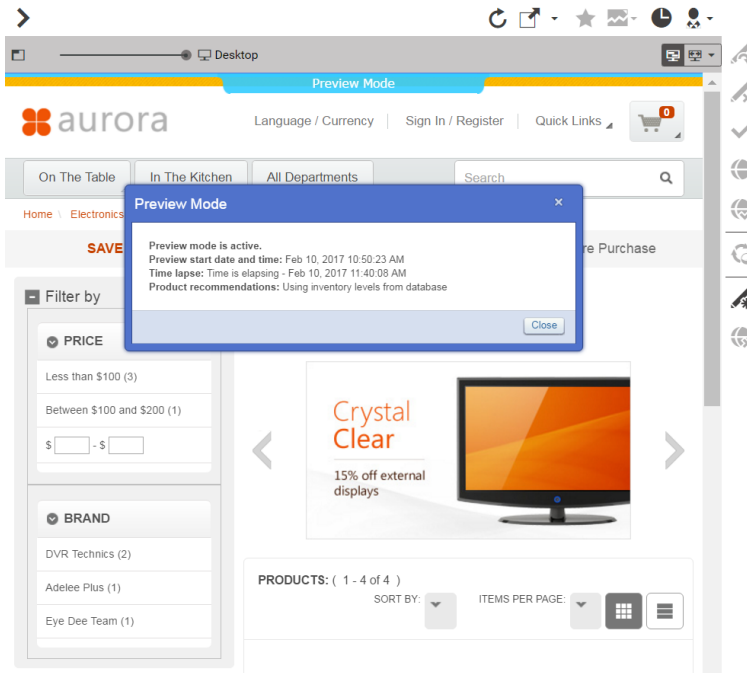 Desktop
Preview Mode
aurora
Language / Currency
Sign In / Register
Quick Links
0
On The Table
In The Kitchen
All Departments
Search
Home \ Electronics
Preview Mode
×
SAVE
Purchase
Preview mode is active.
Preview start date and time: Feb 10, 2017 10:50:23 AM
Time lapse: Time is elapsing - Feb 10, 2017 11:40:08 AM
Product recommendations: Using inventory levels from database
Close
Filter by
PRICE
Less than $100 (3)
Between $100 and $200 (1)
$ - $
BRAND
DVR Technics (2)
Adelee Plus (1)
Eye Dee Team (1)
Crystal
Clear
15% off external
displays
PRODUCTS: ( 1 - 4 of 4 )
SORT BY:
ITEMS PER PAGE: